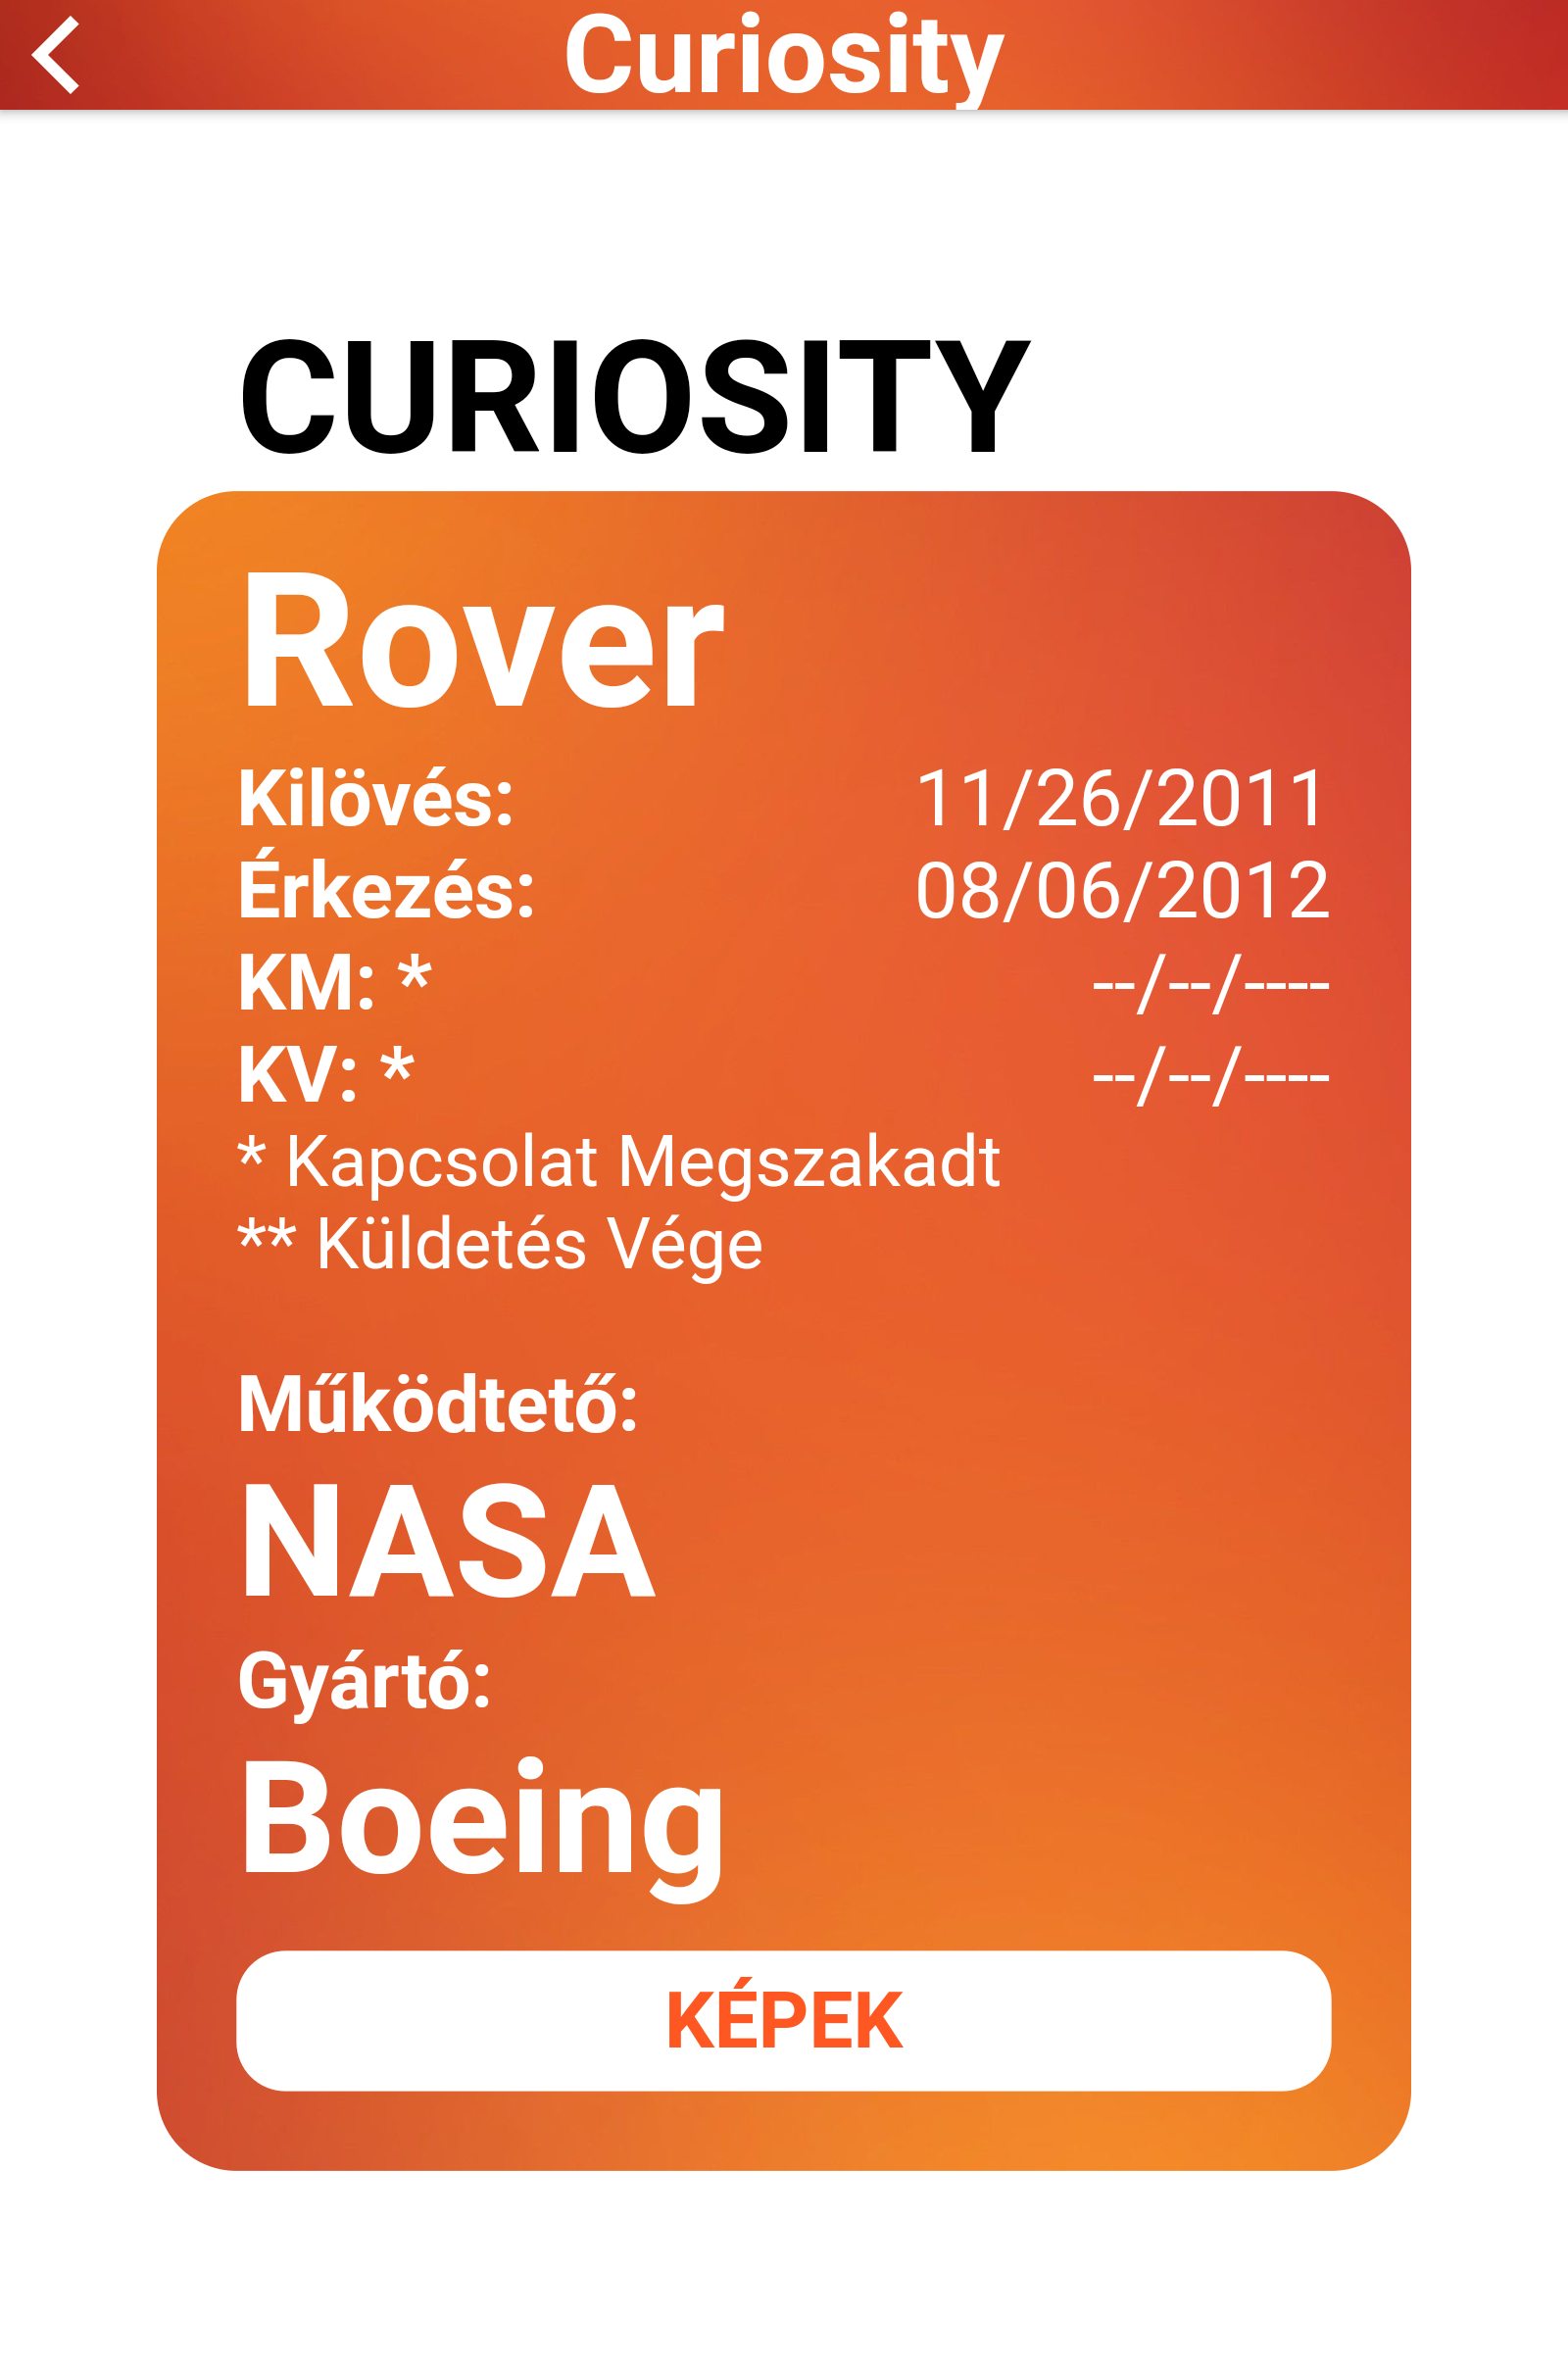 Curiosity
CURIOSITY
Rover
Kilövés: 11/26/2011
Érkezés: 08/06/2012
KM: * --/--/----
KV: * --/--/----
* Kapcsolat Megszakadt
** Küldetés Vége
Működtető:
NASA
Gyártó:
Boeing
KÉPEK